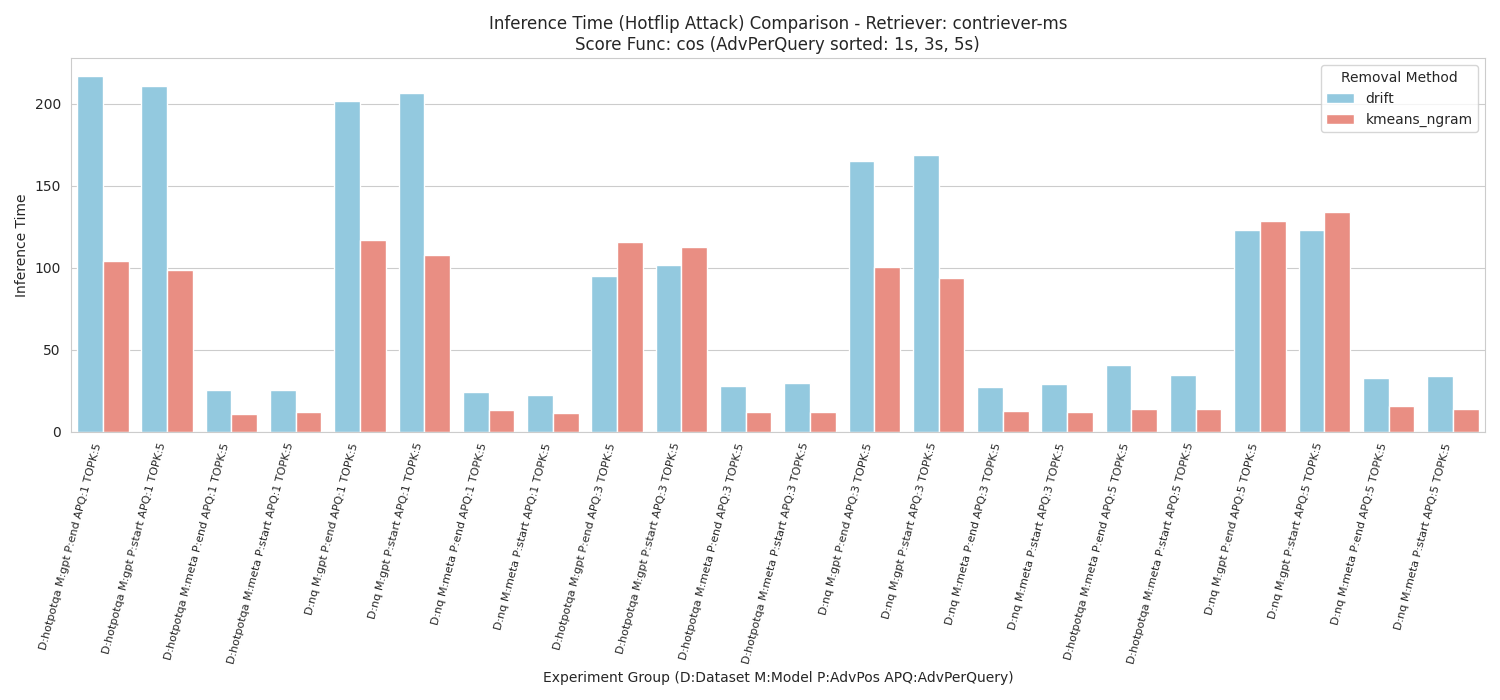 Inference Time (Hotflip Attack) Comparison - Retriever: contriever-ms
Score Func: cos (AdvPerQuery sorted: 1s, 3s, 5s)
Removal Method
drift
kmeans_ngram
Inference Time
200
150
100
50
0
D:hotpotqa M:gpt P:end APQ:1 TOPK:5
D:hotpotqa M:gpt P:start APQ:1 TOPK:5
D:hotpotqa M:meta P:end APQ:1 TOPK:5
D:hotpotqa M:meta P:start APQ:1 TOPK:5
D:nq M:gpt P:end APQ:1 TOPK:5
D:nq M:gpt P:start APQ:1 TOPK:5
D:nq M:meta P:end APQ:1 TOPK:5
D:nq M:meta P:start APQ:1 TOPK:5
D:hotpotqa M:gpt P:end APQ:3 TOPK:5
D:hotpotqa M:gpt P:start APQ:3 TOPK:5
D:hotpotqa M:meta P:end APQ:3 TOPK:5
D:hotpotqa M:meta P:start APQ:3 TOPK:5
D:nq M:gpt P:end APQ:3 TOPK:5
D:nq M:gpt P:start APQ:3 TOPK:5
D:nq M:meta P:end APQ:3 TOPK:5
D:nq M:meta P:start APQ:3 TOPK:5
D:hotpotqa M:meta P:end APQ:5 TOPK:5
D:hotpotqa M:meta P:start APQ:5 TOPK:5
D:nq M:gpt P:end APQ:5 TOPK:5
D:nq M:gpt P:start APQ:5 TOPK:5
D:nq M:meta P:end APQ:5 TOPK:5
D:nq M:meta P:start APQ:5 TOPK:5
Experiment Group (D:Dataset M:Model P:AdvPos APQ:AdvPerQuery)